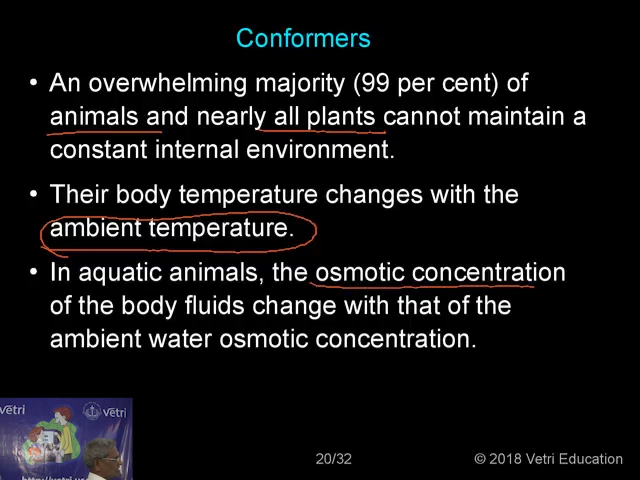 Conformers
• An overwhelming majority (99 per cent) of
animals and nearly all plants cannot maintain a
constant internal environment.
• Their body temperature changes with the
ambient temperature.
• In aquatic animals, the osmotic concentration
of the body fluids change with that of the
ambient water osmotic concentration.
Vētri
Vētri
20/32
© 2018 Vetri Education